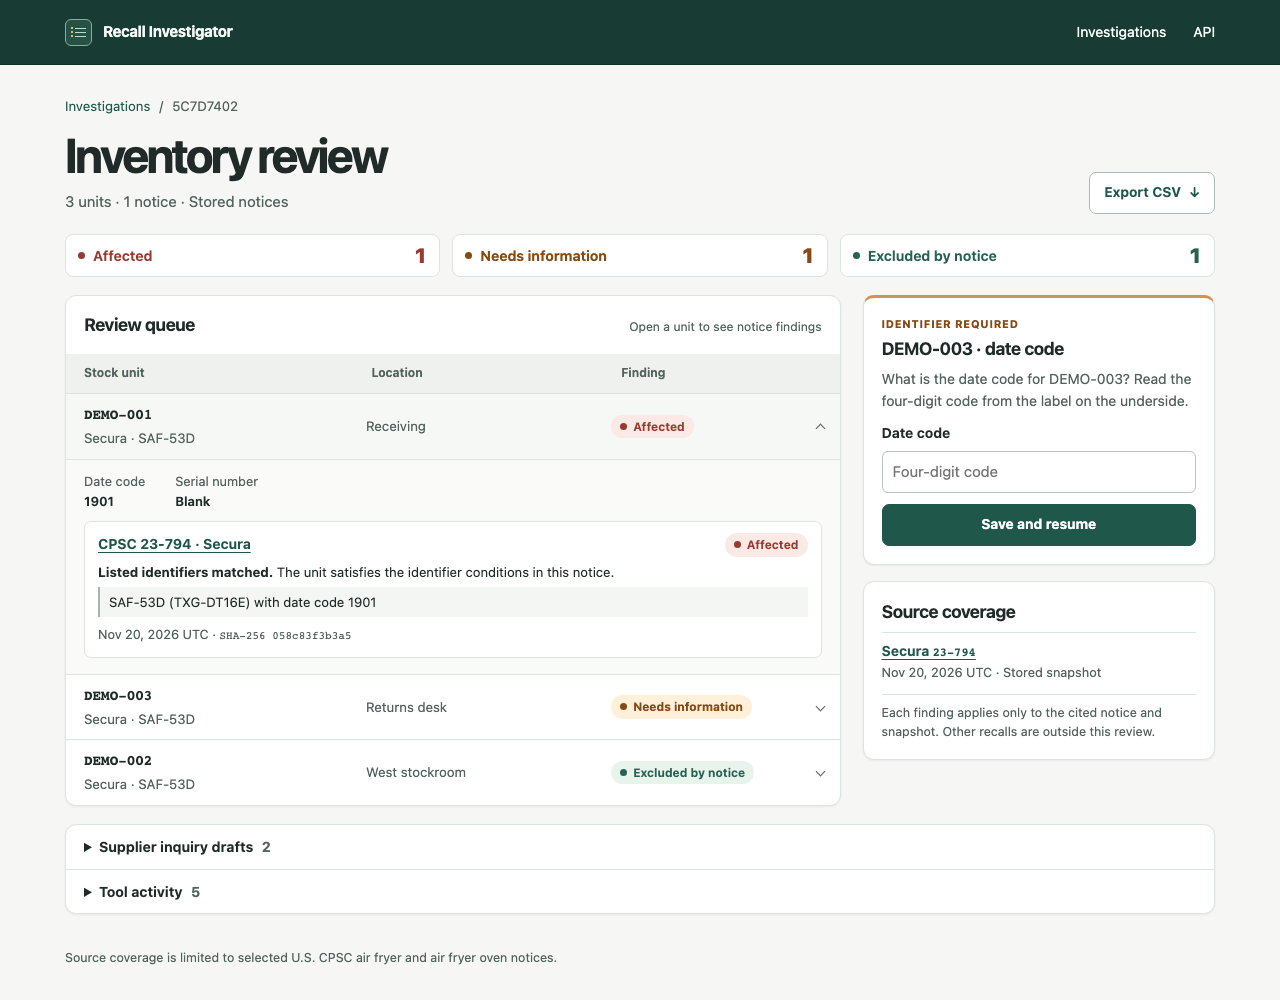 Recall Investigator
Investigations API
Investigations / 5C7D7402
Inventory review
3 units · 1 notice · Stored notices
Export CSV ↓
Affected 1
Needs information 1
Excluded by notice 1
Review queue
Open a unit to see notice findings
Stock unit Location Finding
DEMO-001
Secura · SAF-53D
Receiving
Affected
Date code Serial number
1901 Blank
CPSC 23-794 · Secura
Affected
Listed identifiers matched. The unit satisfies the identifier conditions in this notice.
SAF-53D (TXG-DT16E) with date code 1901
Nov 20, 2026 UTC · SHA-256 058c83f3b3a5
DEMO-003
Secura · SAF-53D
Returns desk
Needs information
DEMO-002
Secura · SAF-53D
West stockroom
Excluded by notice
IDENTIFIER REQUIRED
DEMO-003 · date code
What is the date code for DEMO-003? Read the
four-digit code from the label on the underside.
Date code
Four-digit code
Save and resume
Source coverage
Secura 23-794
Nov 20, 2026 UTC · Stored snapshot
Each finding applies only to the cited notice and
snapshot. Other recalls are outside this review.
Supplier inquiry drafts 2
Tool activity 5
Source coverage is limited to selected U.S. CPSC air fryer and air fryer oven notices.